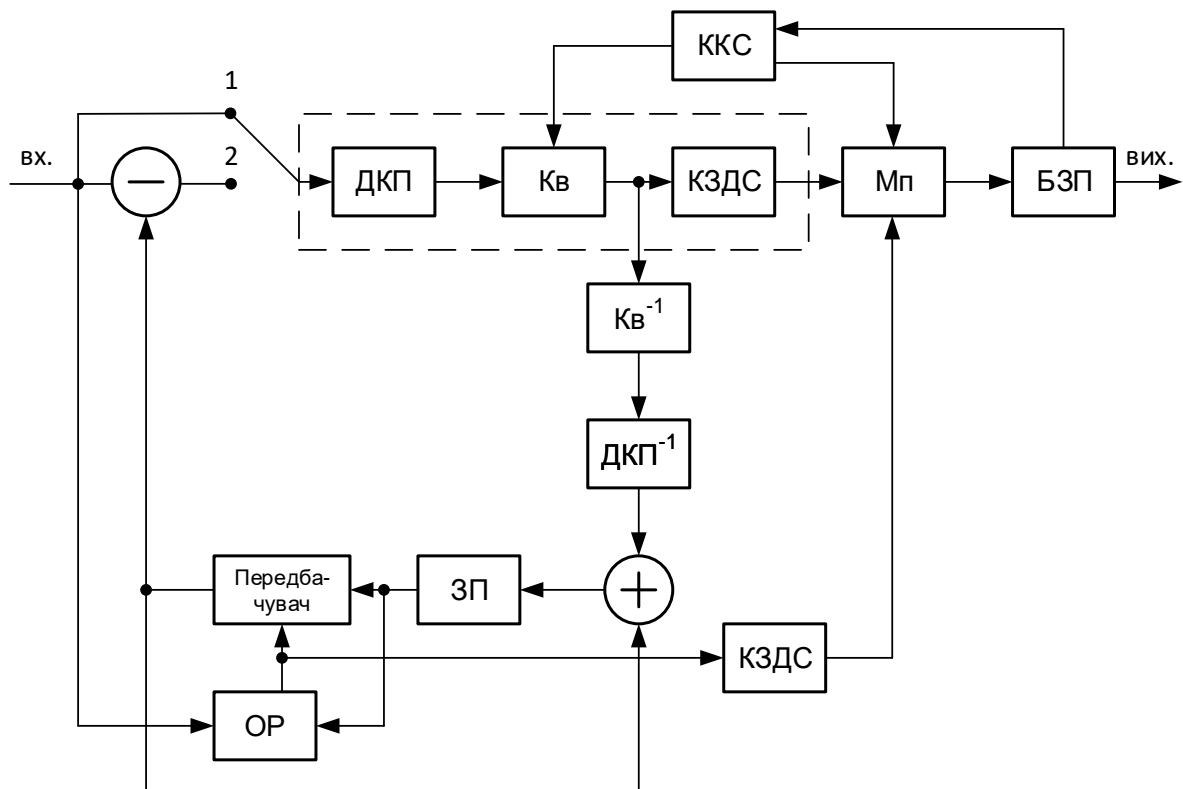 ККС
1
вх.
2
ДКП
Кв
КЗДС
Мп
БЗП
вих.
Кв⁻¹
ДКП⁻¹
Передба-
чувач
ЗП
КЗДС
ОР